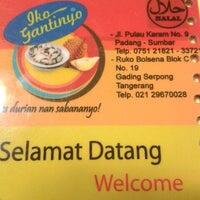 Iko
Gantinyo
حلال
HALAL
- Jl. Pulau Karam No. 9
Padang - Sumbar
Telp. 0751 21821 - 3372
- Ruko Bolsena Blok C
No. 19
Gading Serpong
Tangerang
Telp. 021 29670028
durian nan sabananyo!
Selamat Datang
Welcome